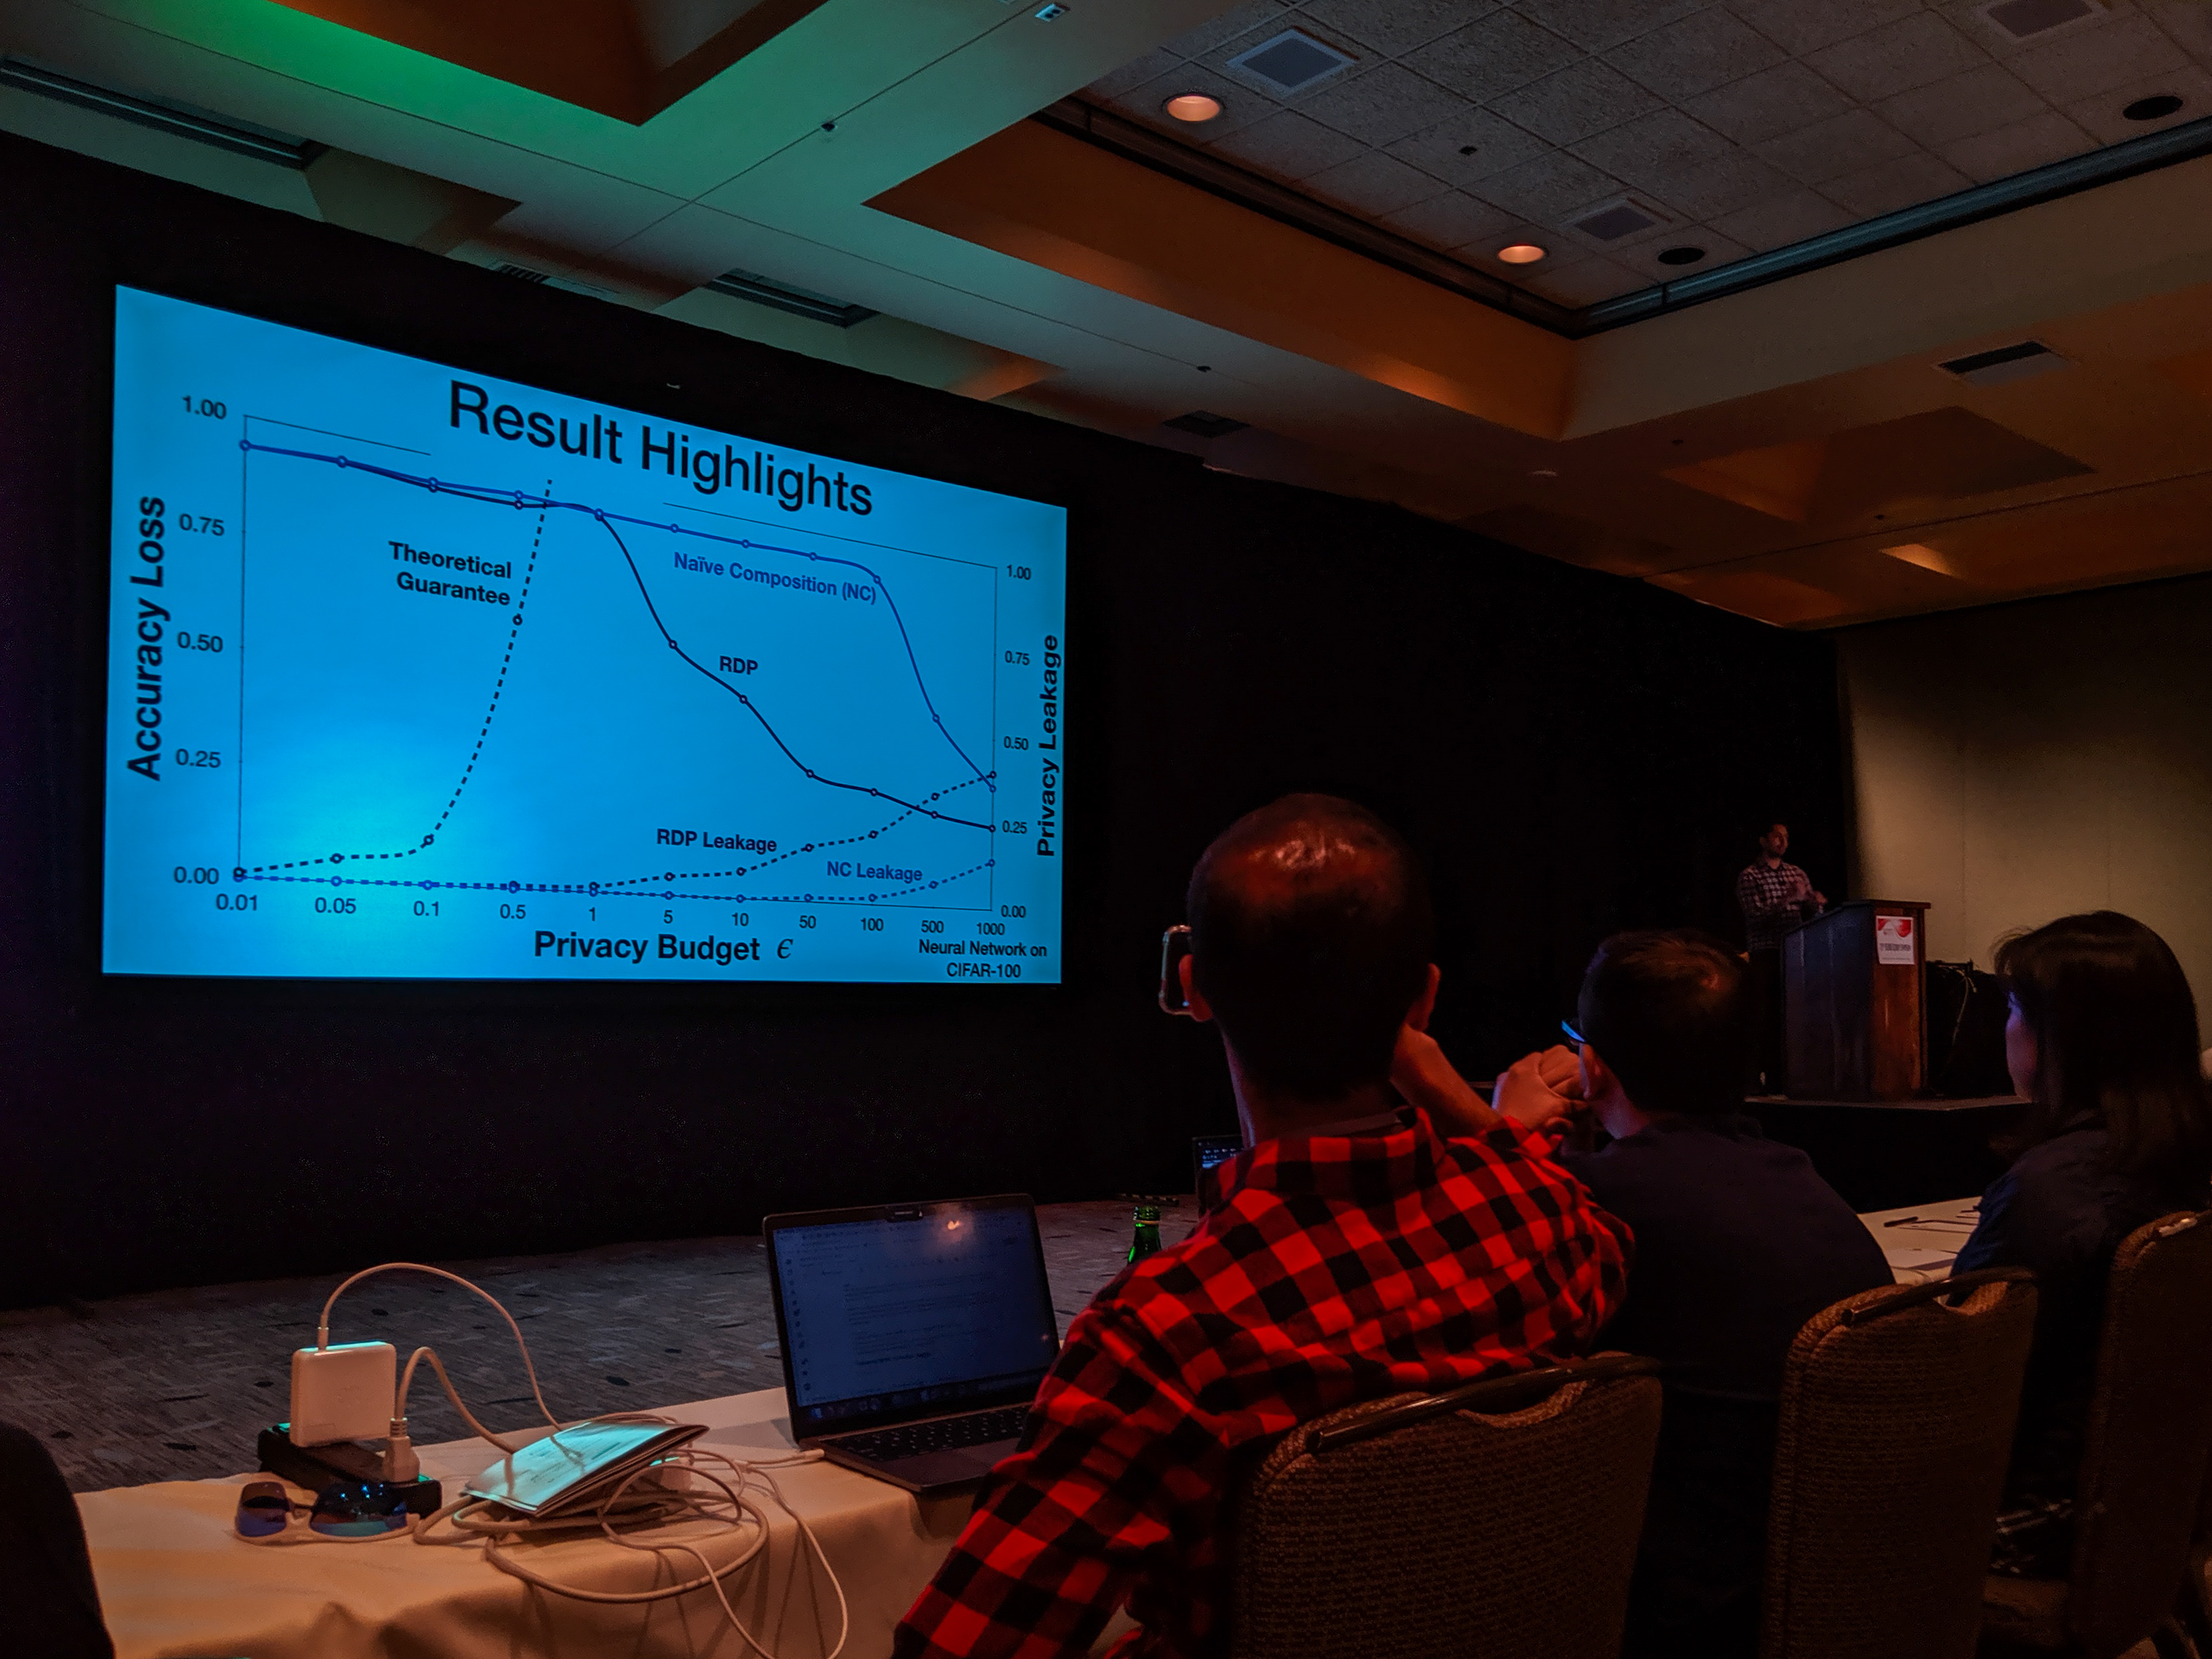 Result Highlights
1.00
0.75
0.50
0.25
0.00
Accuracy Loss
Theoretical
Guarantee
Naïve Composition (NC)
RDP
RDP Leakage
NC Leakage
1.00
0.75
0.50
0.25
0.00
Privacy Leakage
0.01 0.05 0.1 0.5 1 5 10 50 100 500 1000
Privacy Budget ϵ
Neural Network on
CIFAR-100